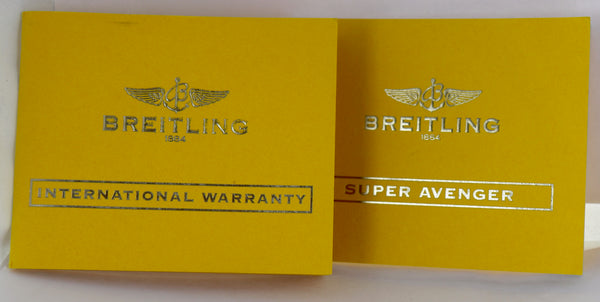 BREITLING
1884
INTERNATIONAL WARRANTY
BREITLING
1884
SUPER AVENGER